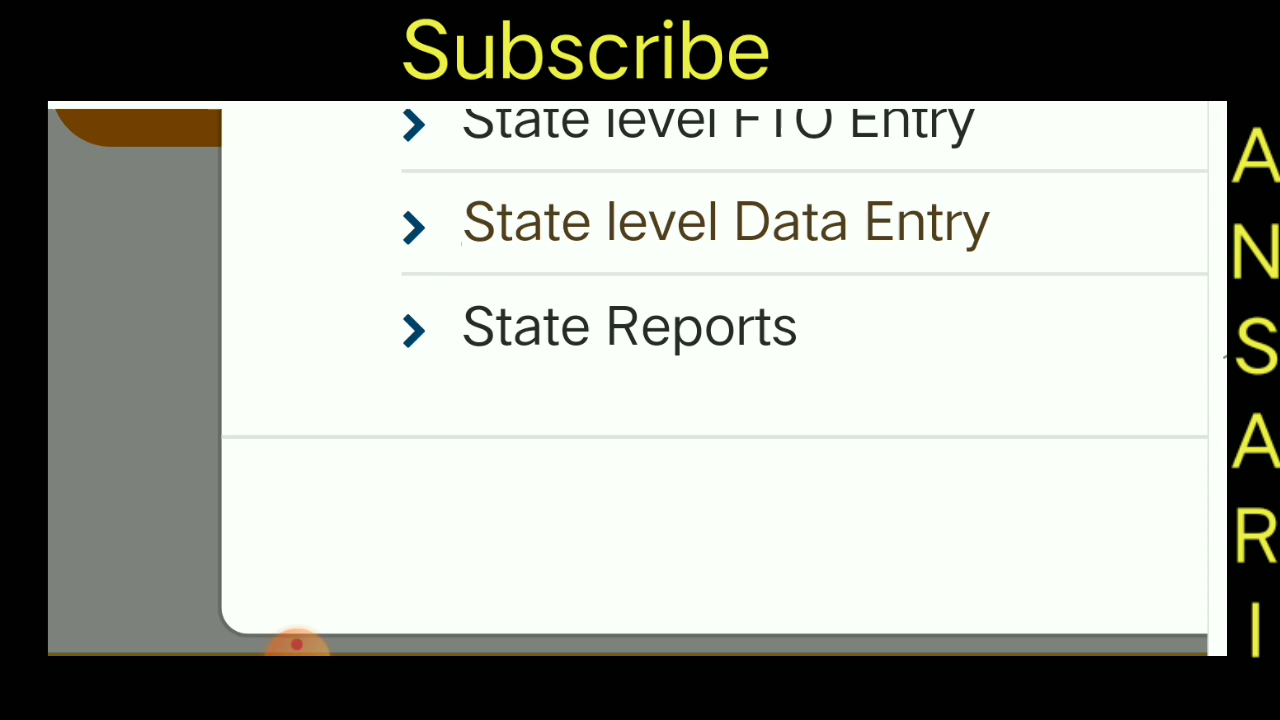 Subscribe
State level FTO Entry
State level Data Entry
State Reports
A
N
S
A
R
I